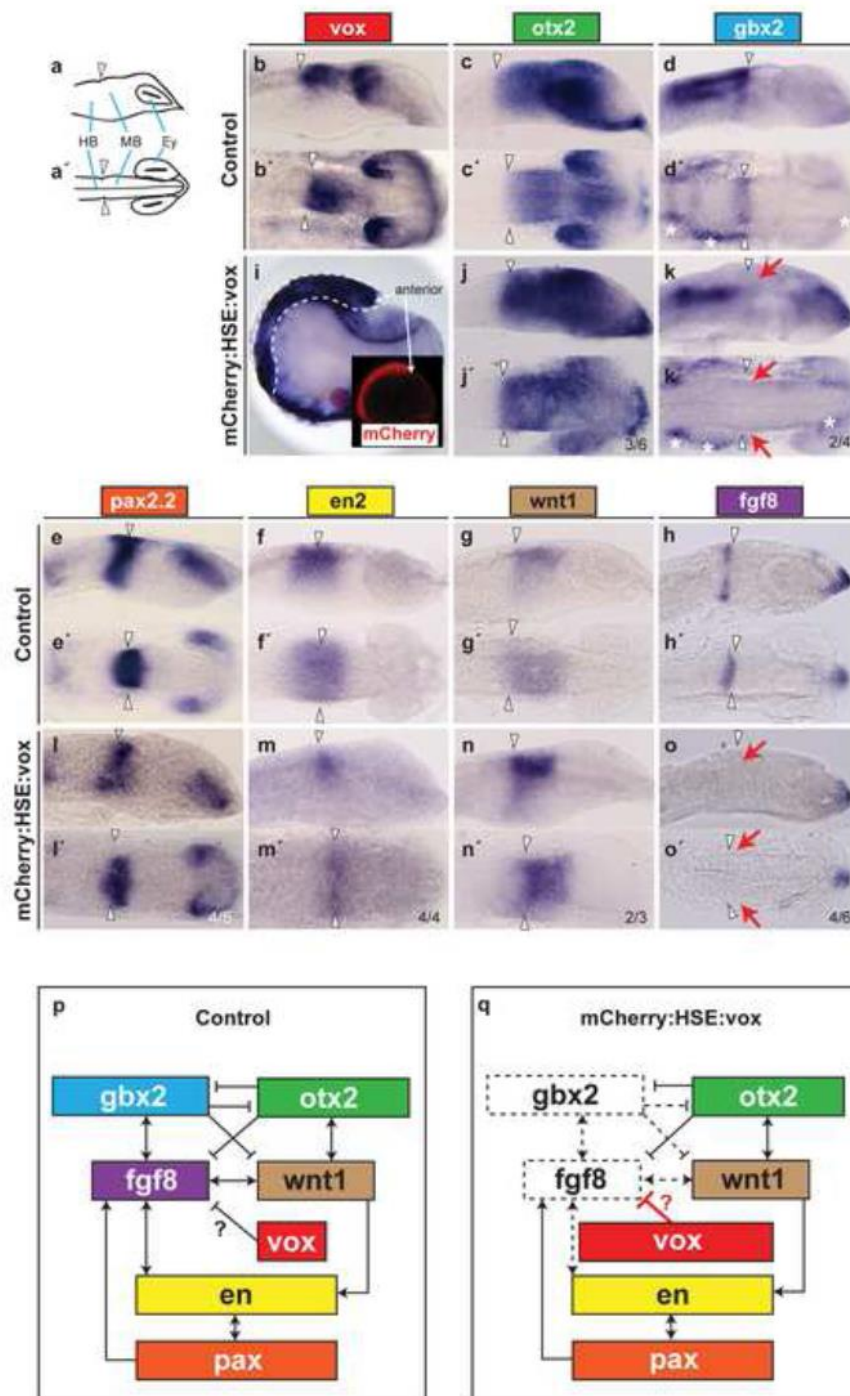 vox otx2 gbx2
a b c d
HB MB Ey
a´ b´ c´ d´
Control
i j k
anterior
mCherry
j´ k´
3/6 2/4
mCherry:HSE:vox
pax2.2 en2 wnt1 fgf8
e f g h
e´ f´ g´ h´
Control
l m n o
l´ m´ n´ o´
4/4 2/3 4/6
mCherry:HSE:vox
p Control
gbx2 otx2
fgf8 wnt1
?
vox
en
pax
q mCherry:HSE:vox
gbx2 otx2
fgf8 wnt1
?
vox
en
pax